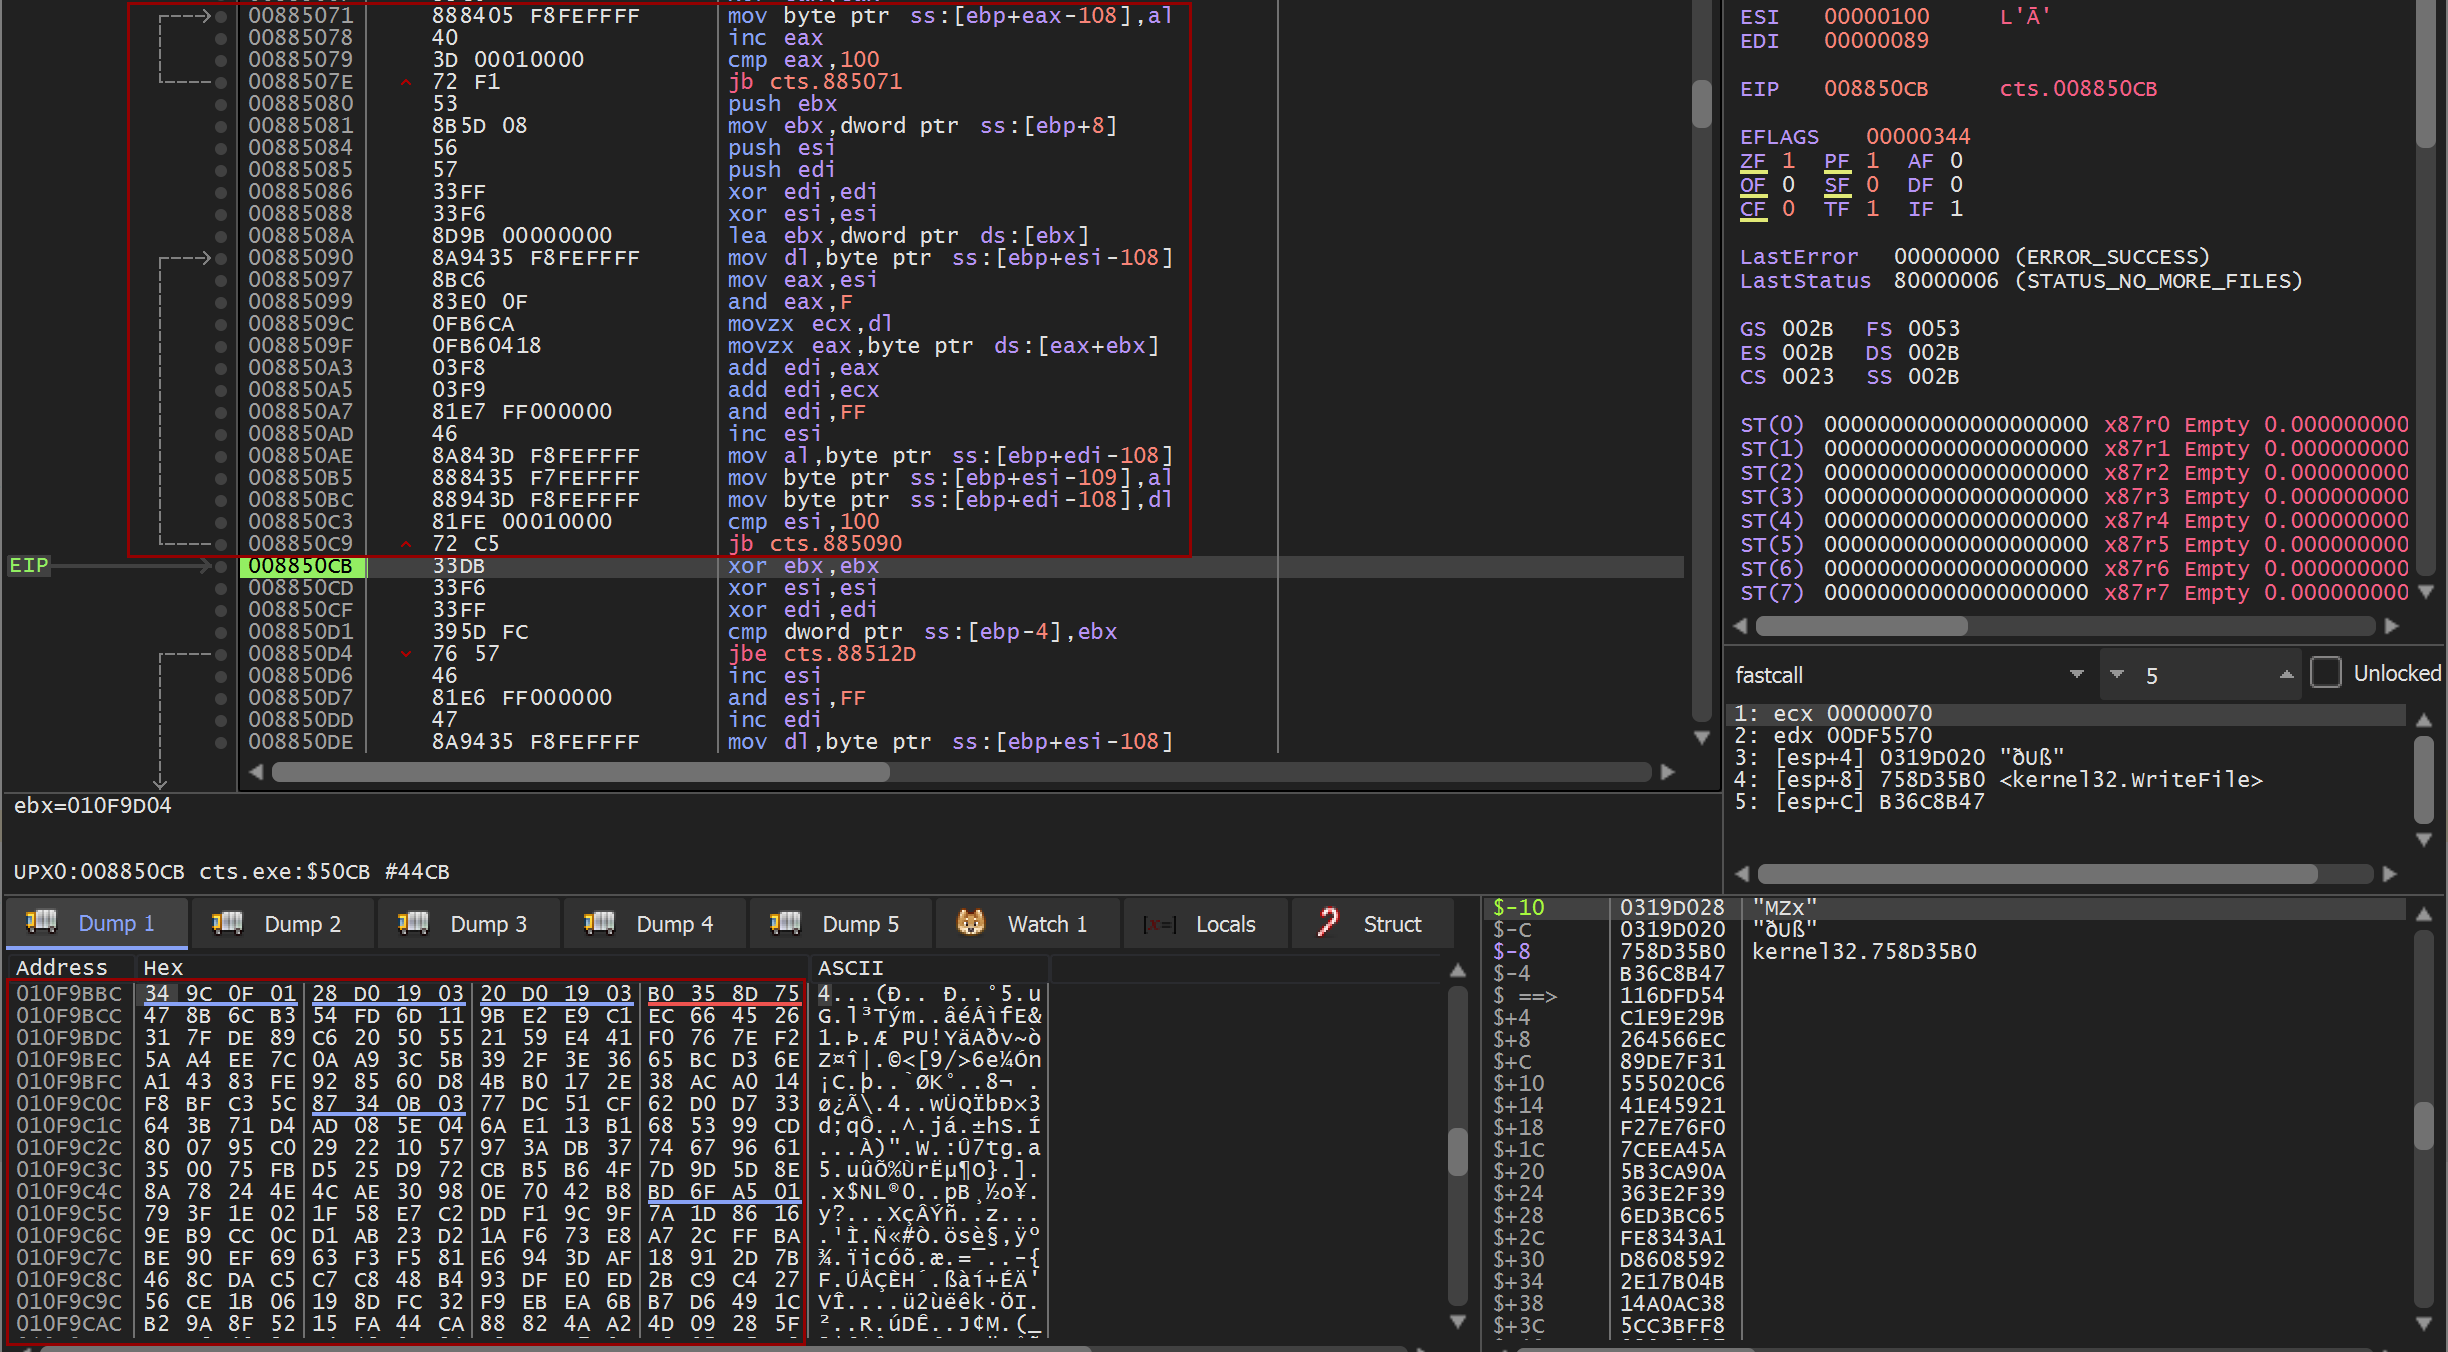 00885071 888405 F8FEFFFF mov byte ptr ss:[ebp+eax-108],al
00885078 40 inc eax
00885079 3D 00010000 cmp eax,100
0088507E 72 F1 jb cts.885071
00885080 53 push ebx
00885081 8B5D 08 mov ebx,dword ptr ss:[ebp+8]
00885084 56 push esi
00885085 57 push edi
00885086 33FF xor edi,edi
00885088 33F6 xor esi,esi
0088508A 8D9B 00000000 lea ebx,dword ptr ds:[ebx]
00885090 8A9435 F8FEFFFF mov dl,byte ptr ss:[ebp+esi-108]
00885097 8BC6 mov eax,esi
00885099 83E0 0F and eax,F
0088509C 0FB6CA movzx ecx,dl
0088509F 0FB60418 movzx eax,byte ptr ds:[eax+ebx]
008850A3 03F8 add edi,eax
008850A5 03F9 add edi,ecx
008850A7 81E7 FF000000 and edi,FF
008850AD 46 inc esi
008850AE 8A843D F8FEFFFF mov al,byte ptr ss:[ebp+edi-108]
008850B5 888435 F7FEFFFF mov byte ptr ss:[ebp+esi-109],al
008850BC 88943D F8FEFFFF mov byte ptr ss:[ebp+edi-108],dl
008850C3 81FE 00010000 cmp esi,100
008850C9 72 C5 jb cts.885090
EIP 008850CB 33DB xor ebx,ebx
008850CD 33F6 xor esi,esi
008850CF 33FF xor edi,edi
008850D1 395D FC cmp dword ptr ss:[ebp-4],ebx
008850D4 76 57 jbe cts.88512D
008850D6 46 inc esi
008850D7 81E6 FF000000 and esi,FF
008850DD 47 inc edi
008850DE 8A9435 F8FEFFFF mov dl,byte ptr ss:[ebp+esi-108]
ebx=010F9D04
UPX0:008850CB cts.exe:$50CB #44CB
ESI 00000100 L'Ā'
EDI 00000089
EIP 008850CB cts.008850CB
EFLAGS 00000344
ZF 1 PF 1 AF 0
OF 0 SF 0 DF 0
CF 0 TF 1 IF 1
LastError 00000000 (ERROR_SUCCESS)
LastStatus 80000006 (STATUS_NO_MORE_FILES)
GS 002B FS 0053
ES 002B DS 002B
CS 0023 SS 002B
ST(0) 00000000000000000000 x87r0 Empty 0.000000000
ST(1) 00000000000000000000 x87r1 Empty 0.000000000
ST(2) 00000000000000000000 x87r2 Empty 0.000000000
ST(3) 00000000000000000000 x87r3 Empty 0.000000000
ST(4) 00000000000000000000 x87r4 Empty 0.000000000
ST(5) 00000000000000000000 x87r5 Empty 0.000000000
ST(6) 00000000000000000000 x87r6 Empty 0.000000000
ST(7) 00000000000000000000 x87r7 Empty 0.000000000
fastcall 5 Unlocked
1: ecx 00000070
2: edx 00DF5570
3: [esp+4] 0319D020 "ðUß"
4: [esp+8] 758D35B0 <kernel32.WriteFile>
5: [esp+C] B36C8B47
Dump 1 Dump 2 Dump 3 Dump 4 Dump 5 Watch 1 [x=] Locals Struct
Address Hex ASCII
010F9BBC 34 9C 0F 01 28 D0 19 03 20 D0 19 03 B0 35 8D 75 4...(Ð.. Ð..°5.u
010F9BCC 47 8B 6C B3 54 FD 6D 11 9B E2 E9 C1 EC 66 45 26 G.l³Tým..âéÁìfE&
010F9BDC 31 7F DE 89 C6 20 50 55 21 59 E4 41 F0 76 7E F2 1.Þ.Æ PU!YäAðv~ò
010F9BEC 5A A4 EE 7C 0A A9 3C 5B 39 2F 3E 36 65 BC D3 6E Z¤î|.©<[9/>6e¼Ón
010F9BFC A1 43 83 FE 92 85 60 D8 4B B0 17 2E 38 AC A0 14 ¡C.þ..`ØK°..8¬ .
010F9C0C F8 BF C3 5C 87 34 0B 03 77 DC 51 CF 62 D0 D7 33 ø¿Ã\.4..wÜQÏbÐ×3
010F9C1C 64 3B 71 D4 AD 08 5E 04 6A E1 13 B1 68 53 99 CD d;qÔ..^.já.±hS.Í
010F9C2C 80 07 95 C0 29 22 10 57 97 3A DB 37 74 67 96 61 ...À)".W.:Û7tg.a
010F9C3C 35 00 75 FB D5 25 D9 72 CB B5 B6 4F 7D 9D 5D 8E 5.uûÕ%ÙrËµ¶O}.].
010F9C4C 8A 78 24 4E 4C AE 30 98 0E 70 42 B8 BD 6F A5 01 .x$NL®0..pB¸½o¥.
010F9C5C 79 3F 1E 02 1F 58 E7 C2 DD F1 9C 9F 7A 1D 86 16 y?...XçÂÝñ..z...
010F9C6C 9E B9 CC 0C D1 AB 23 D2 1A F6 73 E8 A7 2C FF BA .¹Ì.Ñ«#Ò.ösè§,ÿº
010F9C7C BE 90 EF 69 63 F3 F5 81 E6 94 3D AF 18 91 2D 7B ¾.ïicóõ.æ.=¯..-{
010F9C8C 46 8C DA C5 C7 C8 48 B4 93 DF E0 ED 2B C9 C4 27 F.ÚÅÇÈH´.ßàí+ÉÄ'
010F9C9C 56 CE 1B 06 19 8D FC 32 F9 EB EA 6B B7 D6 49 1C VÎ....ü2ùëêk·ÖI.
010F9CAC B2 9A 8F 52 15 FA 44 CA 88 82 4A A2 4D 09 28 5F ²..R.úDÊ..J¢M.(_
$-10 0319D028 "MZx"
$-C 0319D020 "ðUß"
$-8 758D35B0 kernel32.758D35B0
$-4 B36C8B47
$ ==> 116DFD54
$+4 C1E9E29B
$+8 264566EC
$+C 89DE7F31
$+10 555020C6
$+14 41E45921
$+18 F27E76F0
$+1C 7CEEA45A
$+20 5B3CA90A
$+24 363E2F39
$+28 6ED3BC65
$+2C FE8343A1
$+30 D8608592
$+34 2E17B04B
$+38 14A0AC38
$+3C 5CC3BFF8